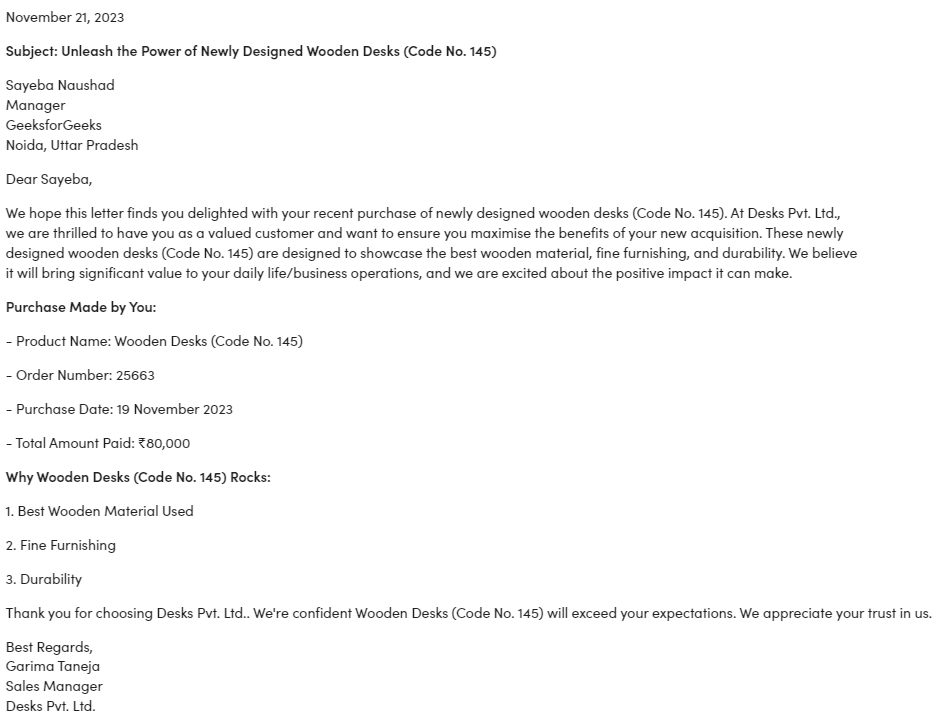 November 21, 2023
Subject: Unleash the Power of Newly Designed Wooden Desks (Code No. 145)
Sayeba Naushad
Manager
GeeksforGeeks
Noida, Uttar Pradesh
Dear Sayeba,
We hope this letter finds you delighted with your recent purchase of newly designed wooden desks (Code No. 145). At Desks Pvt. Ltd.,
we are thrilled to have you as a valued customer and want to ensure you maximise the benefits of your new acquisition. These newly
designed wooden desks (Code No. 145) are designed to showcase the best wooden material, fine furnishing, and durability. We believe
it will bring significant value to your daily life/business operations, and we are excited about the positive impact it can make.
Purchase Made by You:
- Product Name: Wooden Desks (Code No. 145)
- Order Number: 25663
- Purchase Date: 19 November 2023
- Total Amount Paid: ₹80,000
Why Wooden Desks (Code No. 145) Rocks:
1. Best Wooden Material Used
2. Fine Furnishing
3. Durability
Thank you for choosing Desks Pvt. Ltd.. We're confident Wooden Desks (Code No. 145) will exceed your expectations. We appreciate your trust in us.
Best Regards,
Garima Taneja
Sales Manager
Desks Pvt. Ltd.